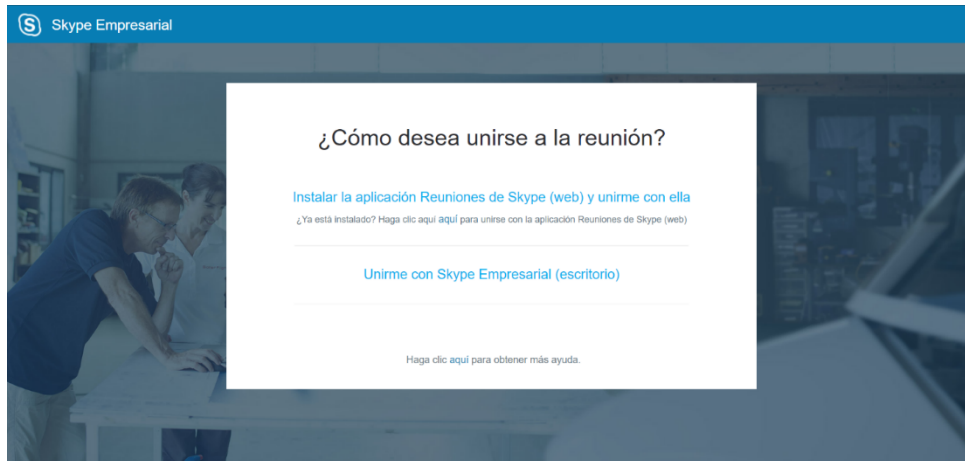 Skype Empresarial
¿Cómo desea unirse a la reunión?
Instalar la aplicación Reuniones de Skype (web) y unirme con ella
¿Ya está instalado? Haga clic aquí aquí para unirse con la aplicación Reuniones de Skype (web)
Unirme con Skype Empresarial (escritorio)
Haga clic aquí para obtener más ayuda.